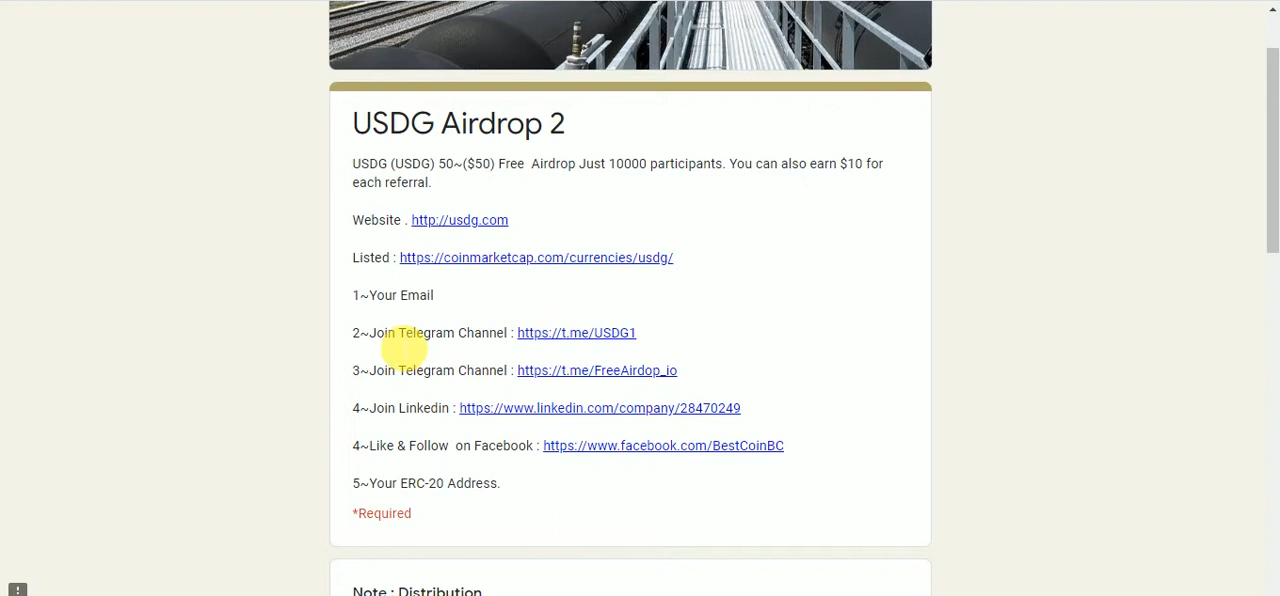 USDG Airdrop 2
USDG (USDG) 50~($50) Free  Airdrop Just 10000 participants. You can also earn $10 for
each referral.
Website . http://usdg.com
Listed : https://coinmarketcap.com/currencies/usdg/
1~Your Email
2~Join Telegram Channel : https://t.me/USDG1
3~Join Telegram Channel : https://t.me/FreeAirdop_io
4~Join Linkedin : https://www.linkedin.com/company/28470249
4~Like & Follow  on Facebook : https://www.facebook.com/BestCoinBC
5~Your ERC-20 Address.
*Required
Note : Distribution